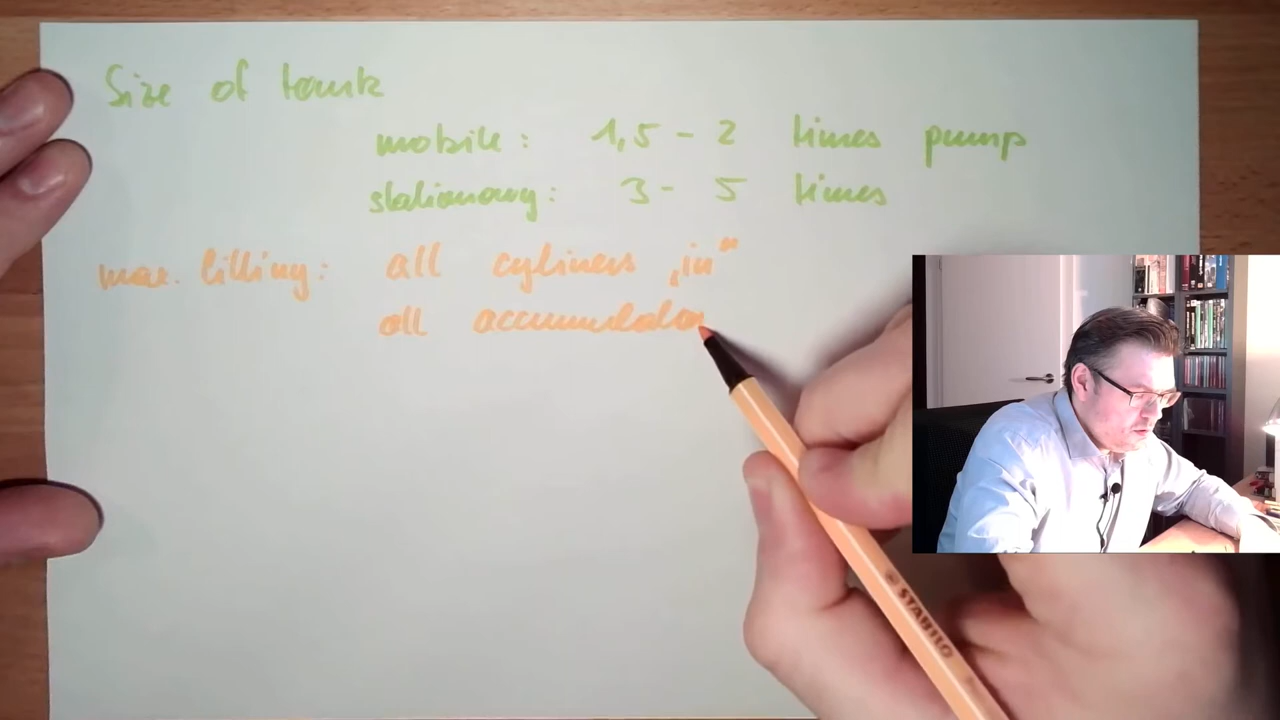 Size of tank
mobile: 1,5 - 2 times pump
stationary: 3 - 5 times
max. filling: all cyliners „in“
all accumulator
STABILO